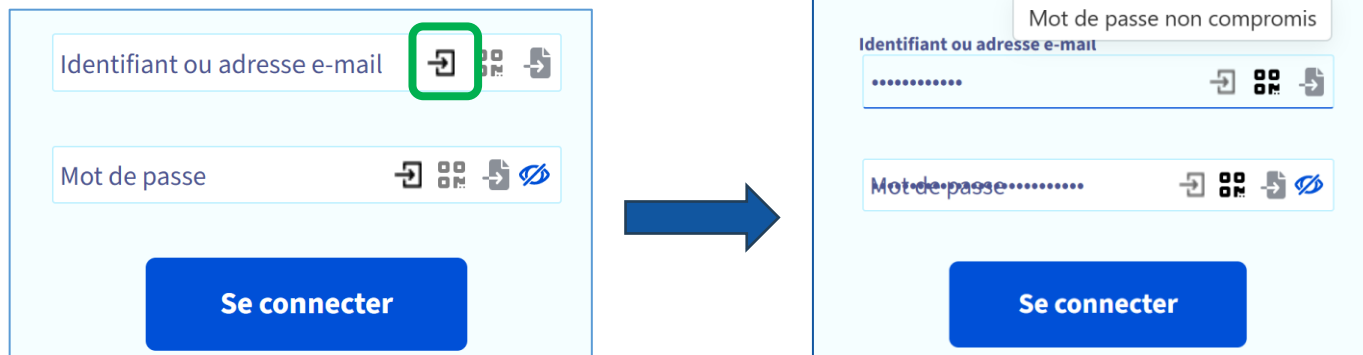 Identifiant ou adresse e-mail
Mot de passe
Se connecter
Mot de passe non compromis
Identifiant ou adresse e-mail
••••••••••••
Mot de passe
Se connecter